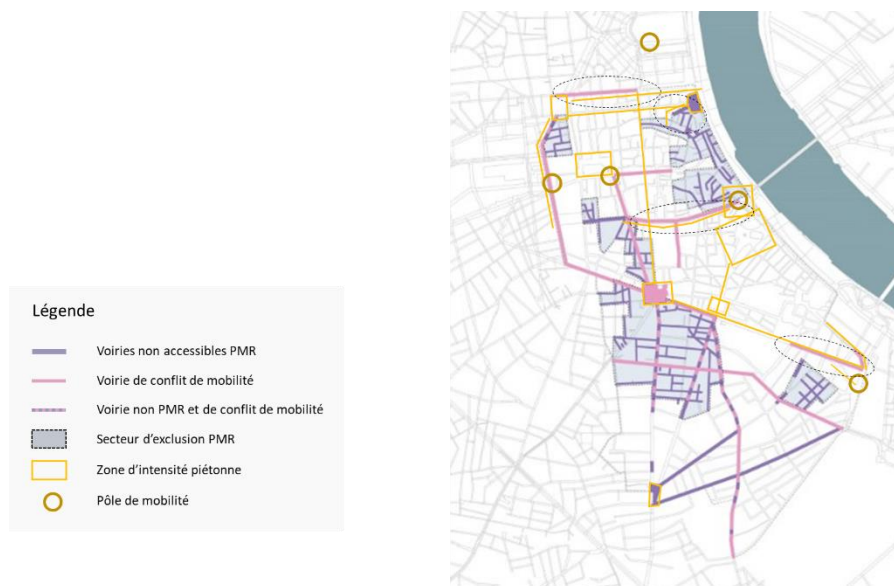 Légende
Voiries non accessibles PMR
Voirie de conflit de mobilité
Voirie non PMR et de conflit de mobilité
Secteur d'exclusion PMR
Zone d'intensité piétonne
Pôle de mobilité